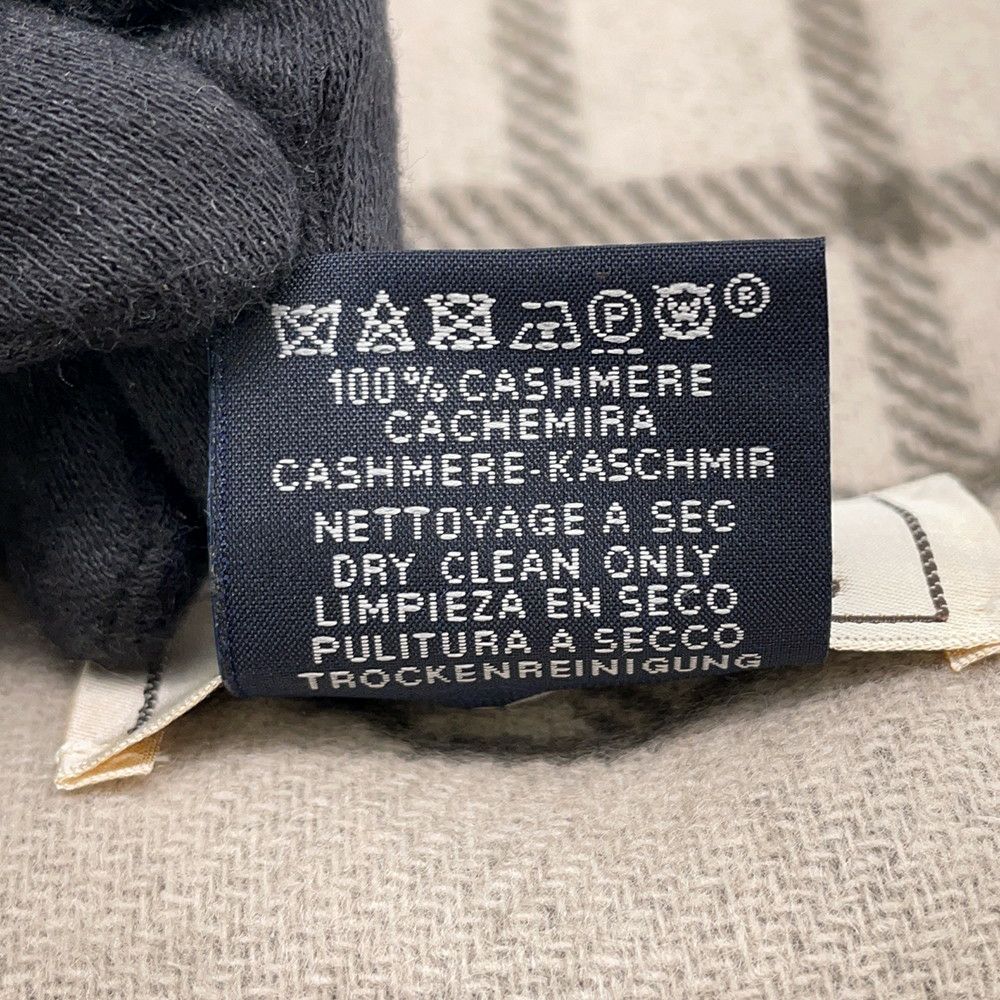 P ®
100% CASHMERE
CACHEMIRA
CASHMERE-KASCHMIR
NETTOYAGE A SEC
DRY CLEAN ONLY
LIMPIEZA EN SECO
PULITURA A SECCO
TROCKENREINIGUNG